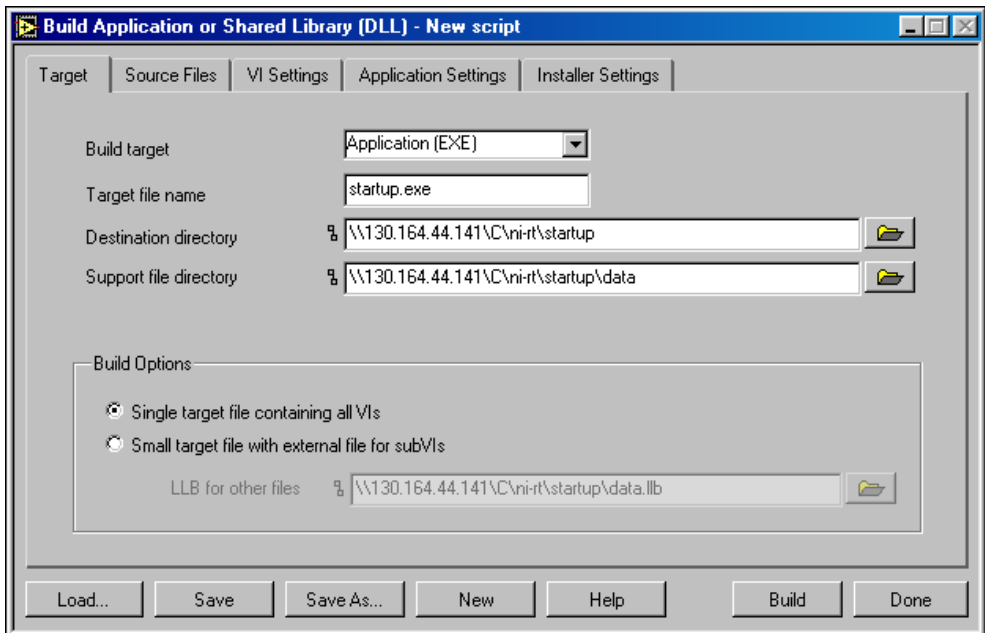 Build Application or Shared Library (DLL) - New script
Target Source Files VI Settings Application Settings Installer Settings
Build target Application (EXE)
Target file name startup.exe
Destination directory \\130.164.44.141\C\ni-rt\startup
Support file directory \\130.164.44.141\C\ni-rt\startup\data
Build Options
Single target file containing all VIs
Small target file with external file for subVIs
LLB for other files \\130.164.44.141\C\ni-rt\startup\data.llb
Load... Save Save As... New Help Build Done